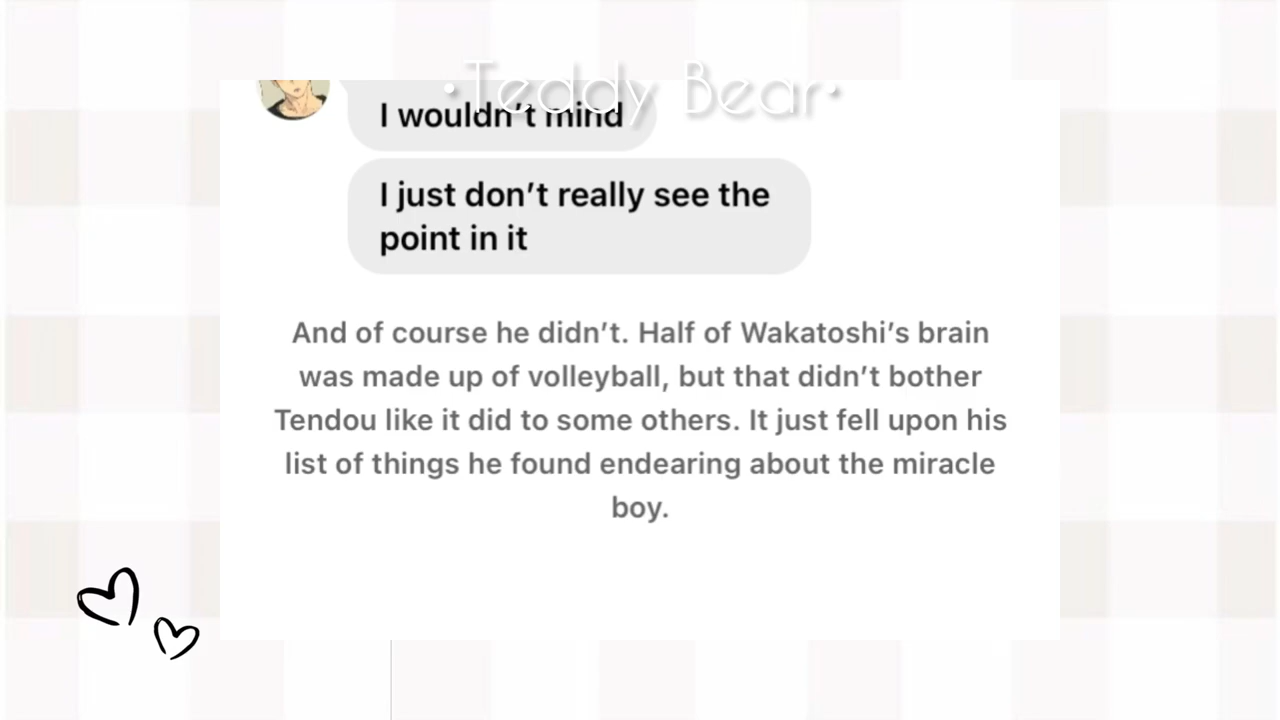 •Teddy Bear•
I wouldn’t mind
I just don’t really see the
point in it
And of course he didn’t. Half of Wakatoshi’s brain
was made up of volleyball, but that didn’t bother
Tendou like it did to some others. It just fell upon his
list of things he found endearing about the miracle
boy.